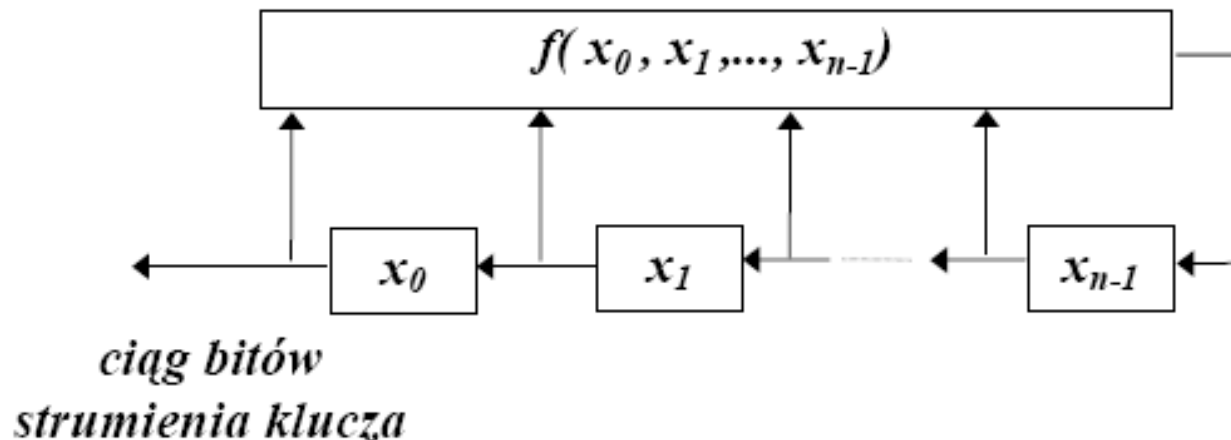 f( x₀ , x₁ ,..., xₙ₋₁)
x₀ x₁ xₙ₋₁
ciąg bitów
strumienia klucza